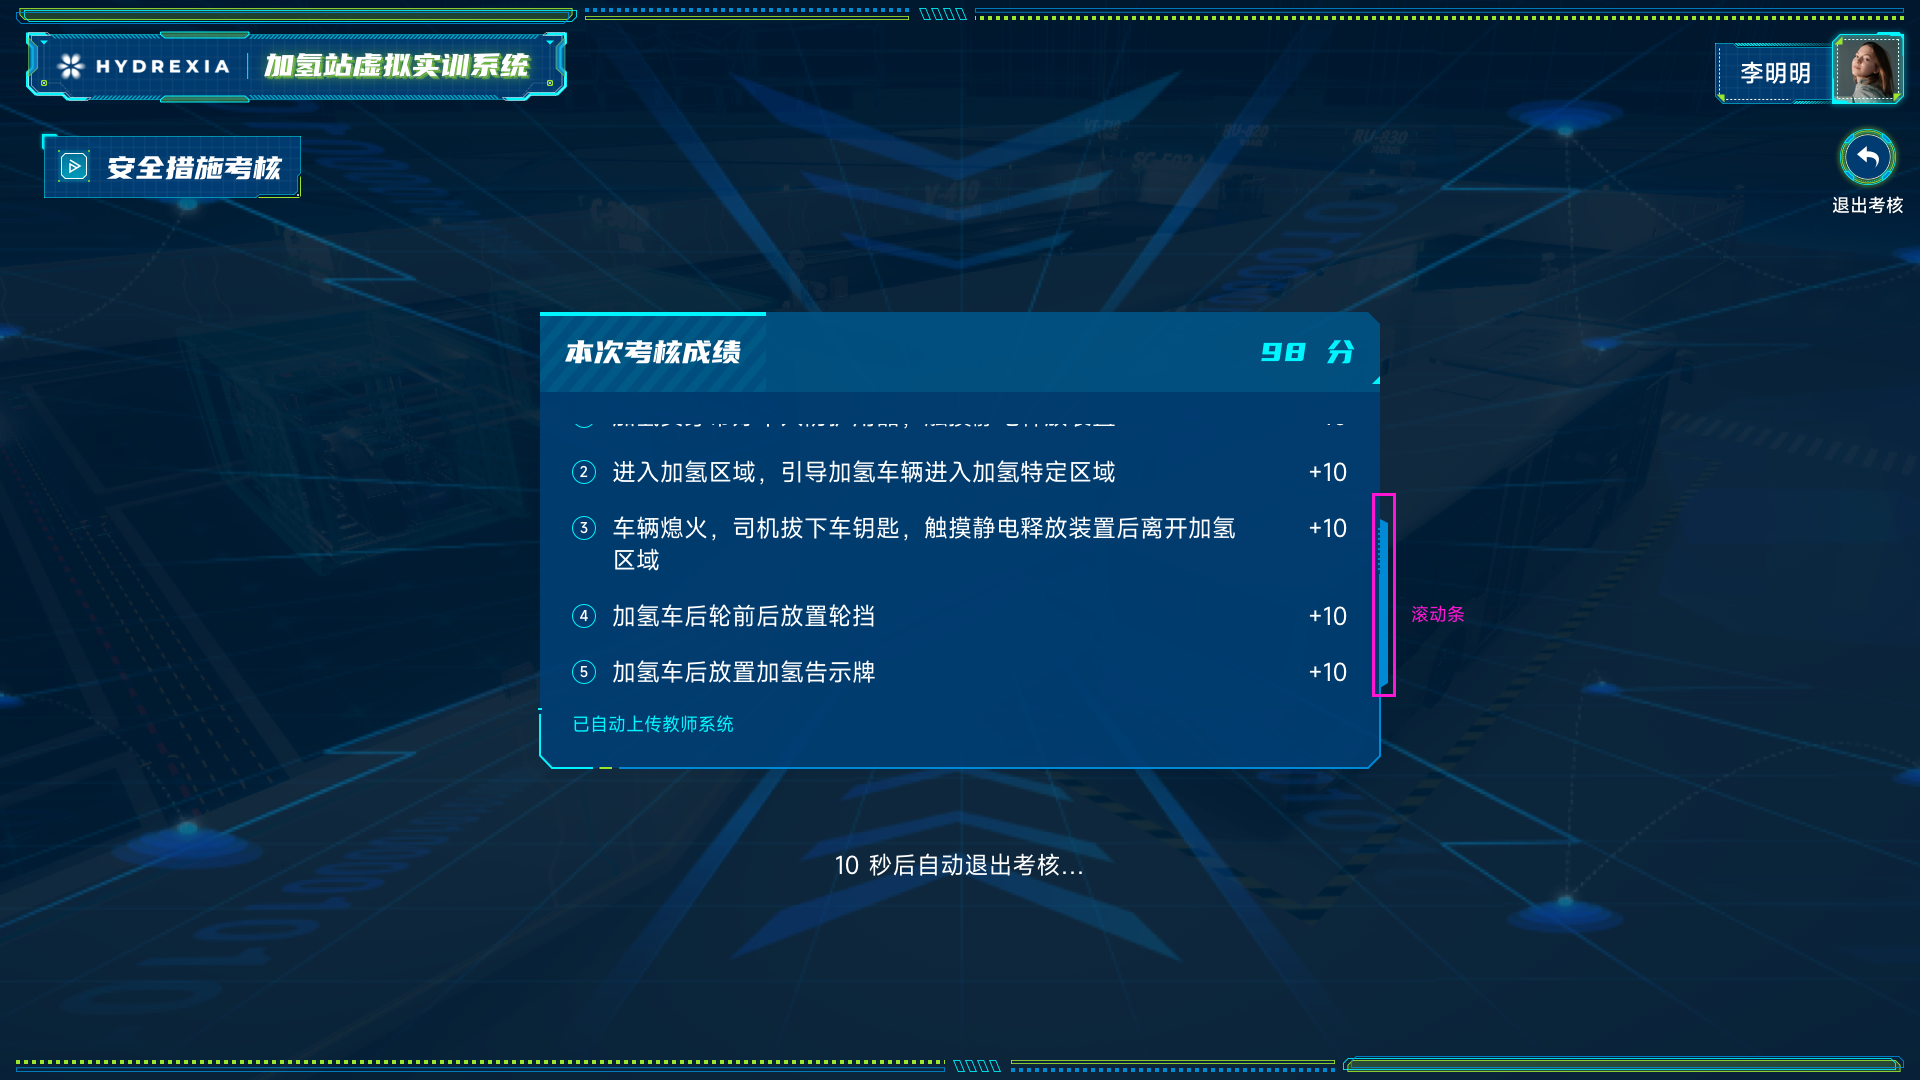 HYDREXIA
加氢站虚拟实训系统
李明明
安全措施考核
退出考核
本次考核成绩
98 分
② 进入加氢区域，引导加氢车辆进入加氢特定区域 +10
③ 车辆熄火，司机拔下车钥匙，触摸静电释放装置后离开加氢 +10
区域
④ 加氢车后轮前后放置轮挡 +10
⑤ 加氢车后放置加氢告示牌 +10
滚动条
已自动上传教师系统
10 秒后自动退出考核...